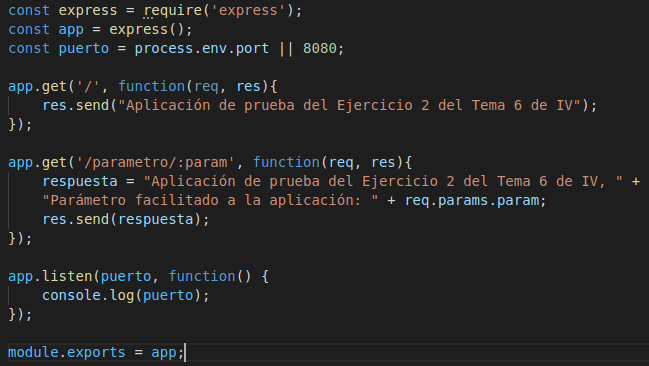 const express = require('express');
const app = express();
const puerto = process.env.port || 8080;
app.get('/', function(req, res){
res.send("Aplicación de prueba del Ejercicio 2 del Tema 6 de IV");
});
app.get('/parametro/:param', function(req, res){
respuesta = "Aplicación de prueba del Ejercicio 2 del Tema 6 de IV, " +
"Parámetro facilitado a la aplicación: " + req.params.param;
res.send(respuesta);
});
app.listen(puerto, function() {
console.log(puerto);
});
module.exports = app;